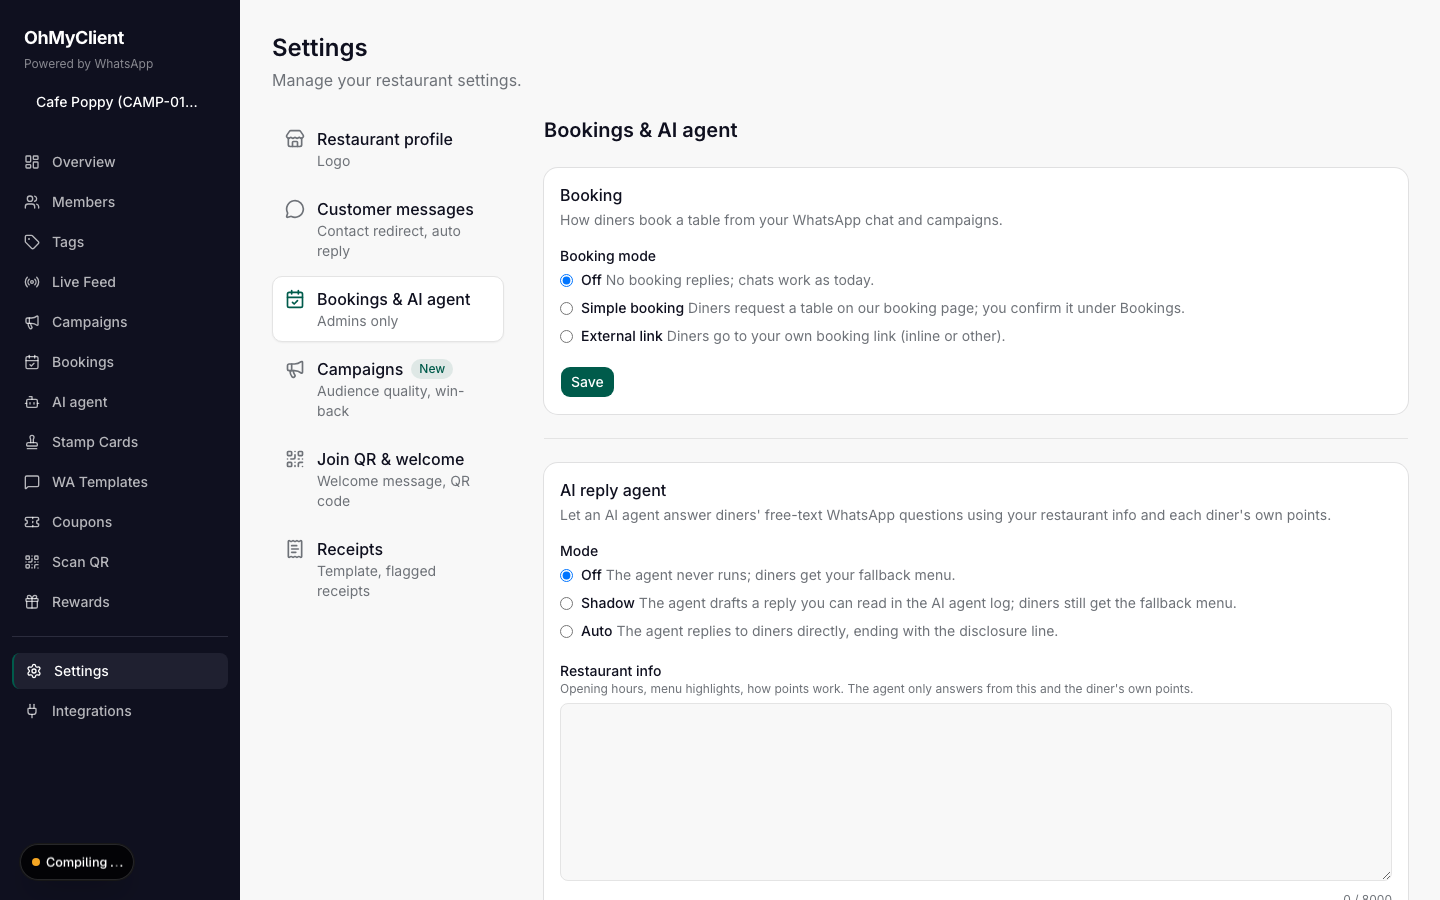 OhMyClient
Powered by WhatsApp
Cafe Poppy (CAMP-01...
Overview
Members
Tags
Live Feed
Campaigns
Bookings
AI agent
Stamp Cards
WA Templates
Coupons
Scan QR
Rewards
Settings
Integrations
Compiling ...
Settings
Manage your restaurant settings.
Restaurant profile
Logo
Customer messages
Contact redirect, auto
reply
Bookings & AI agent
Admins only
Campaigns New
Audience quality, win-
back
Join QR & welcome
Welcome message, QR
code
Receipts
Template, flagged
receipts
Bookings & AI agent
Booking
How diners book a table from your WhatsApp chat and campaigns.
Booking mode
Off No booking replies; chats work as today.
Simple booking Diners request a table on our booking page; you confirm it under Bookings.
External link Diners go to your own booking link (inline or other).
Save
AI reply agent
Let an AI agent answer diners' free-text WhatsApp questions using your restaurant info and each diner's own points.
Mode
Off The agent never runs; diners get your fallback menu.
Shadow The agent drafts a reply you can read in the AI agent log; diners still get the fallback menu.
Auto The agent replies to diners directly, ending with the disclosure line.
Restaurant info
Opening hours, menu highlights, how points work. The agent only answers from this and the diner's own points.
0 / 8000